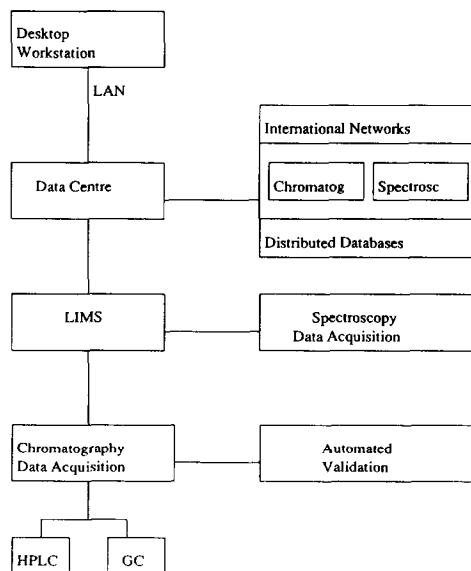 Desktop
Workstation
LAN
International Networks
Data Centre
Chromatog
Spectrosc
Distributed Databases
LIMS
Spectroscopy
Data Acquisition
Chromatography
Data Acquisition
Automated
Validation
HPLC
GC